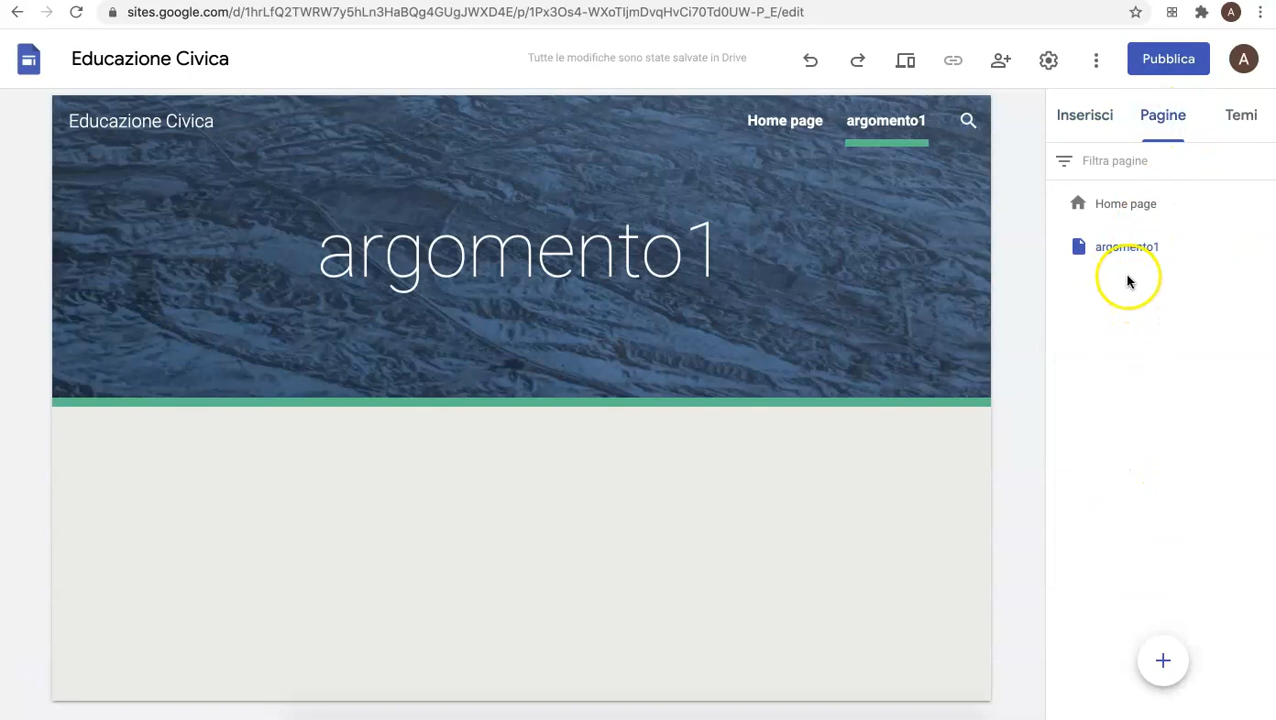 sites.google.com/d/1hrLfQ2TWRW7y5hLn3HaBQg4GUgJWXD4E/p/1Px3Os4-WXoTIjmDvqHvCi70Td0UW-P_E/edit
A
Educazione Civica
Tutte le modifiche sono state salvate in Drive
Pubblica
A
Educazione Civica
Home page
argomento1
argomento1
Inserisci
Pagine
Temi
Filtra pagine
Home page
argomento1